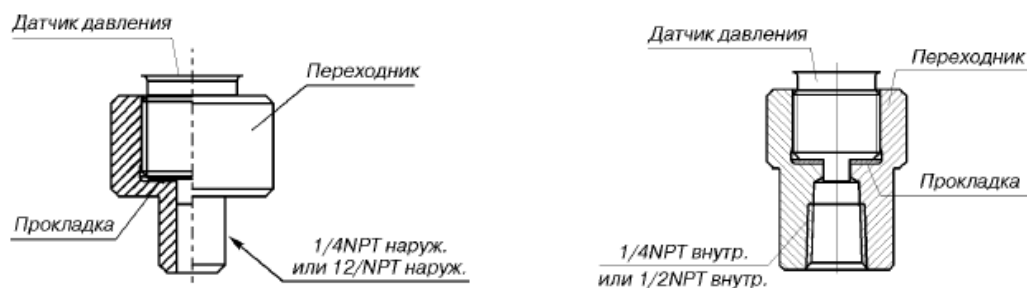 Датчик давления
Переходник
Прокладка
1/4NPT наруж.
или 12/NPT наруж.
Датчик давления
Переходник
Прокладка
1/4NPT внутр.
или 1/2NPT внутр.